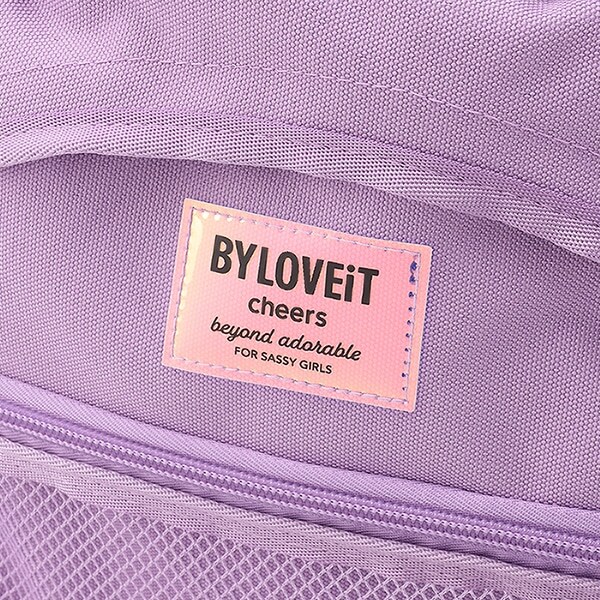 BYLOVEiT
cheers
beyond adorable
FOR SASSY GIRLS